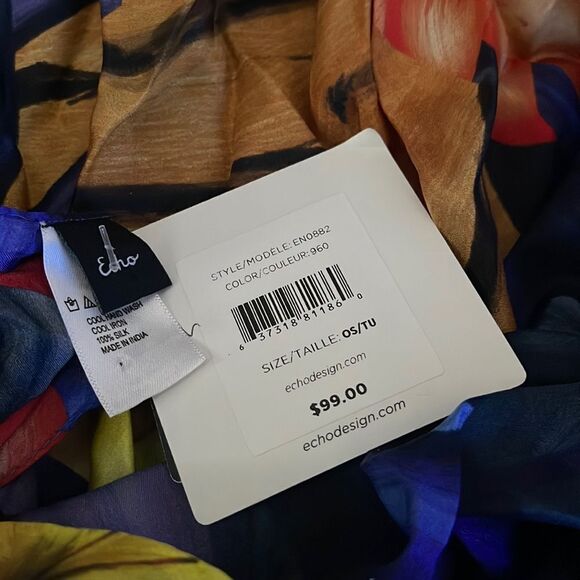 Echo
COOL HAND WASH
COOL IRON
100% SILK
MADE IN INDIA
STYLE/MODÈLE: EN0882
COLOR/COULEUR: 960
6 37318 81186 0
SIZE/TAILLE: OS/TU
echodesign.com
$99.00
echodesign.com